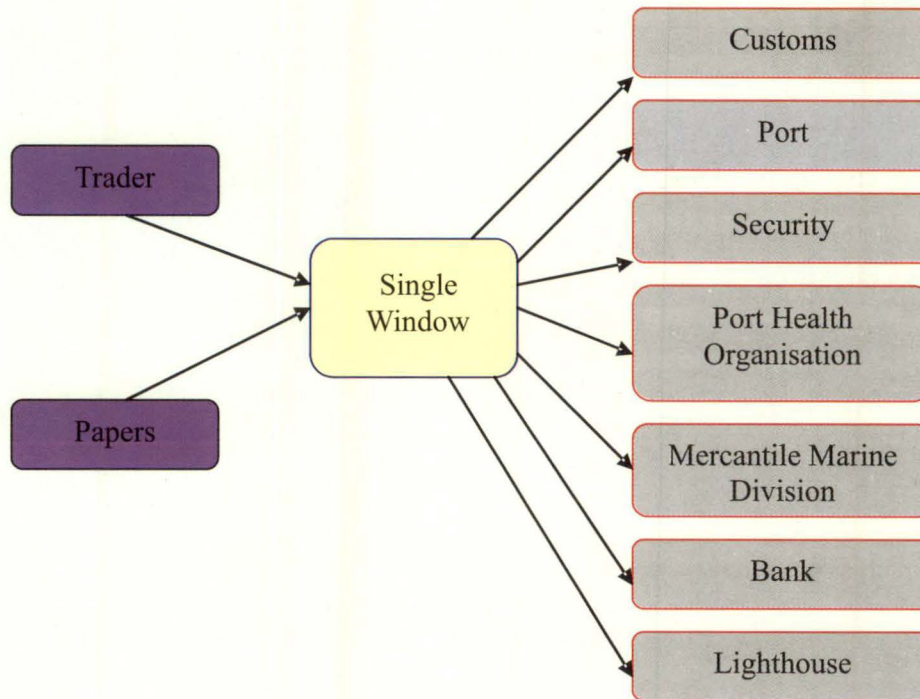 Trader
Papers
Single
Window
Customs
Port
Security
Port Health
Organisation
Mercantile Marine
Division
Bank
Lighthouse